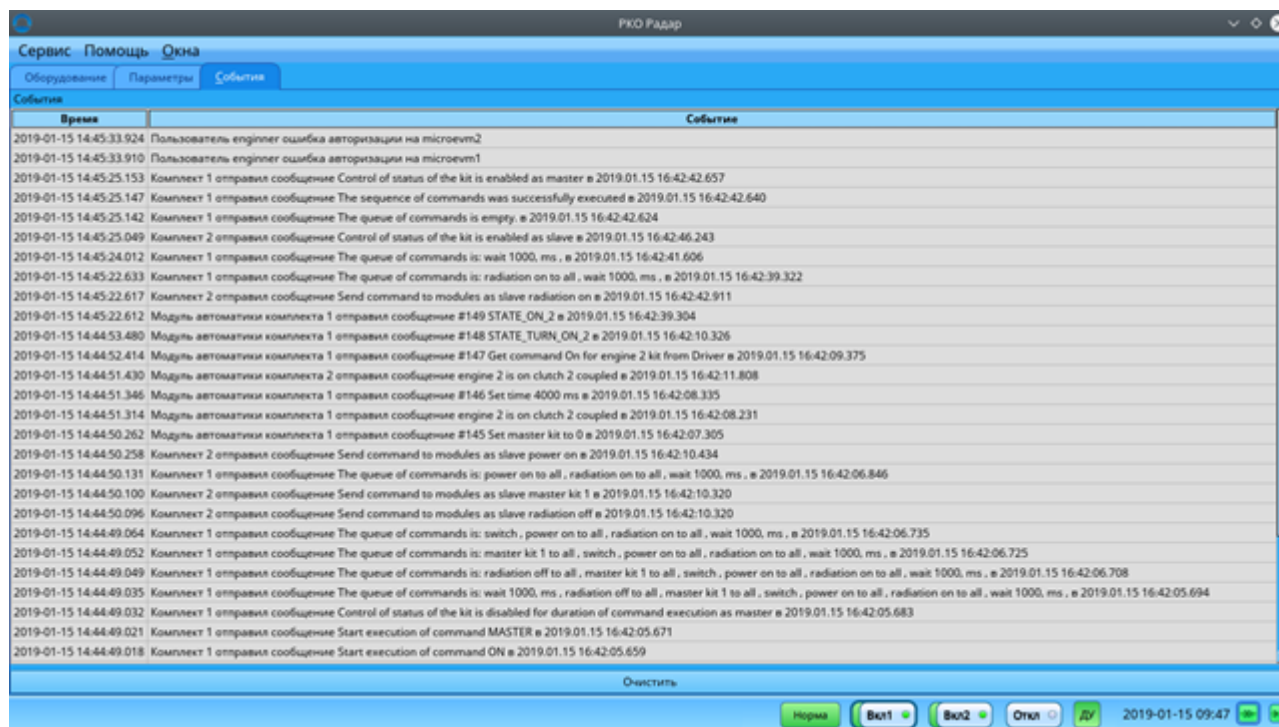 РКО Радар
Сервис Помощь Окна
Оборудование Параметры События
События
Время Событие
2019-01-15 14:45:33.924 Пользователь enginner ошибка авторизации на microevm2
2019-01-15 14:45:33.910 Пользователь enginner ошибка авторизации на microevm1
2019-01-15 14:45:25.153 Комплект 1 отправил сообщение Control of status of the kit is enabled as master в 2019.01.15 16:42:42.657
2019-01-15 14:45:25.147 Комплект 1 отправил сообщение The sequence of commands was successfully executed в 2019.01.15 16:42:42.640
2019-01-15 14:45:25.142 Комплект 1 отправил сообщение The queue of commands is empty. в 2019.01.15 16:42:42.624
2019-01-15 14:45:25.049 Комплект 2 отправил сообщение Control of status of the kit is enabled as slave в 2019.01.15 16:42:46.243
2019-01-15 14:45:24.012 Комплект 1 отправил сообщение The queue of commands is: wait 1000, ms , в 2019.01.15 16:42:41.606
2019-01-15 14:45:22.633 Комплект 1 отправил сообщение The queue of commands is: radiation on to all , wait 1000, ms , в 2019.01.15 16:42:39.322
2019-01-15 14:45:22.617 Комплект 2 отправил сообщение Send command to modules as slave radiation on в 2019.01.15 16:42:42.911
2019-01-15 14:45:22.612 Модуль автоматики комплекта 1 отправил сообщение #149 STATE_ON_2 в 2019.01.15 16:42:39.304
2019-01-15 14:44:53.480 Модуль автоматики комплекта 1 отправил сообщение #148 STATE_TURN_ON_2 в 2019.01.15 16:42:10.326
2019-01-15 14:44:52.414 Модуль автоматики комплекта 1 отправил сообщение #147 Get command On for engine 2 kit from Driver в 2019.01.15 16:42:09.375
2019-01-15 14:44:51.430 Модуль автоматики комплекта 2 отправил сообщение engine 2 is on clutch 2 coupled в 2019.01.15 16:42:11.808
2019-01-15 14:44:51.346 Модуль автоматики комплекта 1 отправил сообщение #146 Set time 4000 ms в 2019.01.15 16:42:08.335
2019-01-15 14:44:51.314 Модуль автоматики комплекта 1 отправил сообщение engine 2 is on clutch 2 coupled в 2019.01.15 16:42:08.231
2019-01-15 14:44:50.262 Модуль автоматики комплекта 1 отправил сообщение #145 Set master kit to 0 в 2019.01.15 16:42:07.305
2019-01-15 14:44:50.258 Комплект 2 отправил сообщение Send command to modules as slave power on в 2019.01.15 16:42:10.434
2019-01-15 14:44:50.131 Комплект 1 отправил сообщение The queue of commands is: power on to all , radiation on to all , wait 1000, ms , в 2019.01.15 16:42:06.846
2019-01-15 14:44:50.100 Комплект 2 отправил сообщение Send command to modules as slave master kit 1 в 2019.01.15 16:42:10.320
2019-01-15 14:44:50.096 Комплект 2 отправил сообщение Send command to modules as slave radiation off в 2019.01.15 16:42:10.320
2019-01-15 14:44:49.064 Комплект 1 отправил сообщение The queue of commands is: switch , power on to all , radiation on to all , wait 1000, ms , в 2019.01.15 16:42:06.735
2019-01-15 14:44:49.052 Комплект 1 отправил сообщение The queue of commands is: master kit 1 to all , switch , power on to all , radiation on to all , wait 1000, ms , в 2019.01.15 16:42:06.725
2019-01-15 14:44:49.049 Комплект 1 отправил сообщение The queue of commands is: radiation off to all , master kit 1 to all , switch , power on to all , radiation on to all , wait 1000, ms , в 2019.01.15 16:42:06.708
2019-01-15 14:44:49.035 Комплект 1 отправил сообщение The queue of commands is: wait 1000, ms , radiation off to all , master kit 1 to all , switch , power on to all , radiation on to all , wait 1000, ms , в 2019.01.15 16:42:05.694
2019-01-15 14:44:49.032 Комплект 1 отправил сообщение Control of status of the kit is disabled for duration of command execution as master в 2019.01.15 16:42:05.683
2019-01-15 14:44:49.021 Комплект 1 отправил сообщение Start execution of command MASTER в 2019.01.15 16:42:05.671
2019-01-15 14:44:49.018 Комплект 1 отправил сообщение Start execution of command ON в 2019.01.15 16:42:05.659
Очистить
Норма Вкл1 Вкл2 Откл ДУ 2019-01-15 09:47